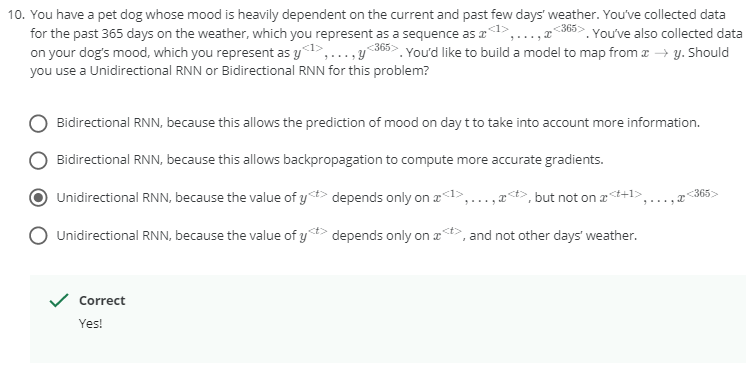 10. You have a pet dog whose mood is heavily dependent on the current and past few days' weather. You've collected data
for the past 365 days on the weather, which you represent as a sequence as x<1>, . . . , x<365>. You've also collected data
on your dog's mood, which you represent as y<1>, . . . , y<365>. You'd like to build a model to map from x → y. Should
you use a Unidirectional RNN or Bidirectional RNN for this problem?
Bidirectional RNN, because this allows the prediction of mood on day t to take into account more information.
Bidirectional RNN, because this allows backpropagation to compute more accurate gradients.
Unidirectional RNN, because the value of y<t> depends only on x<1>, . . . , x<t>, but not on x<t+1>, . . . , x<365>
Unidirectional RNN, because the value of y<t> depends only on x<t>, and not other days' weather.
Correct
Yes!